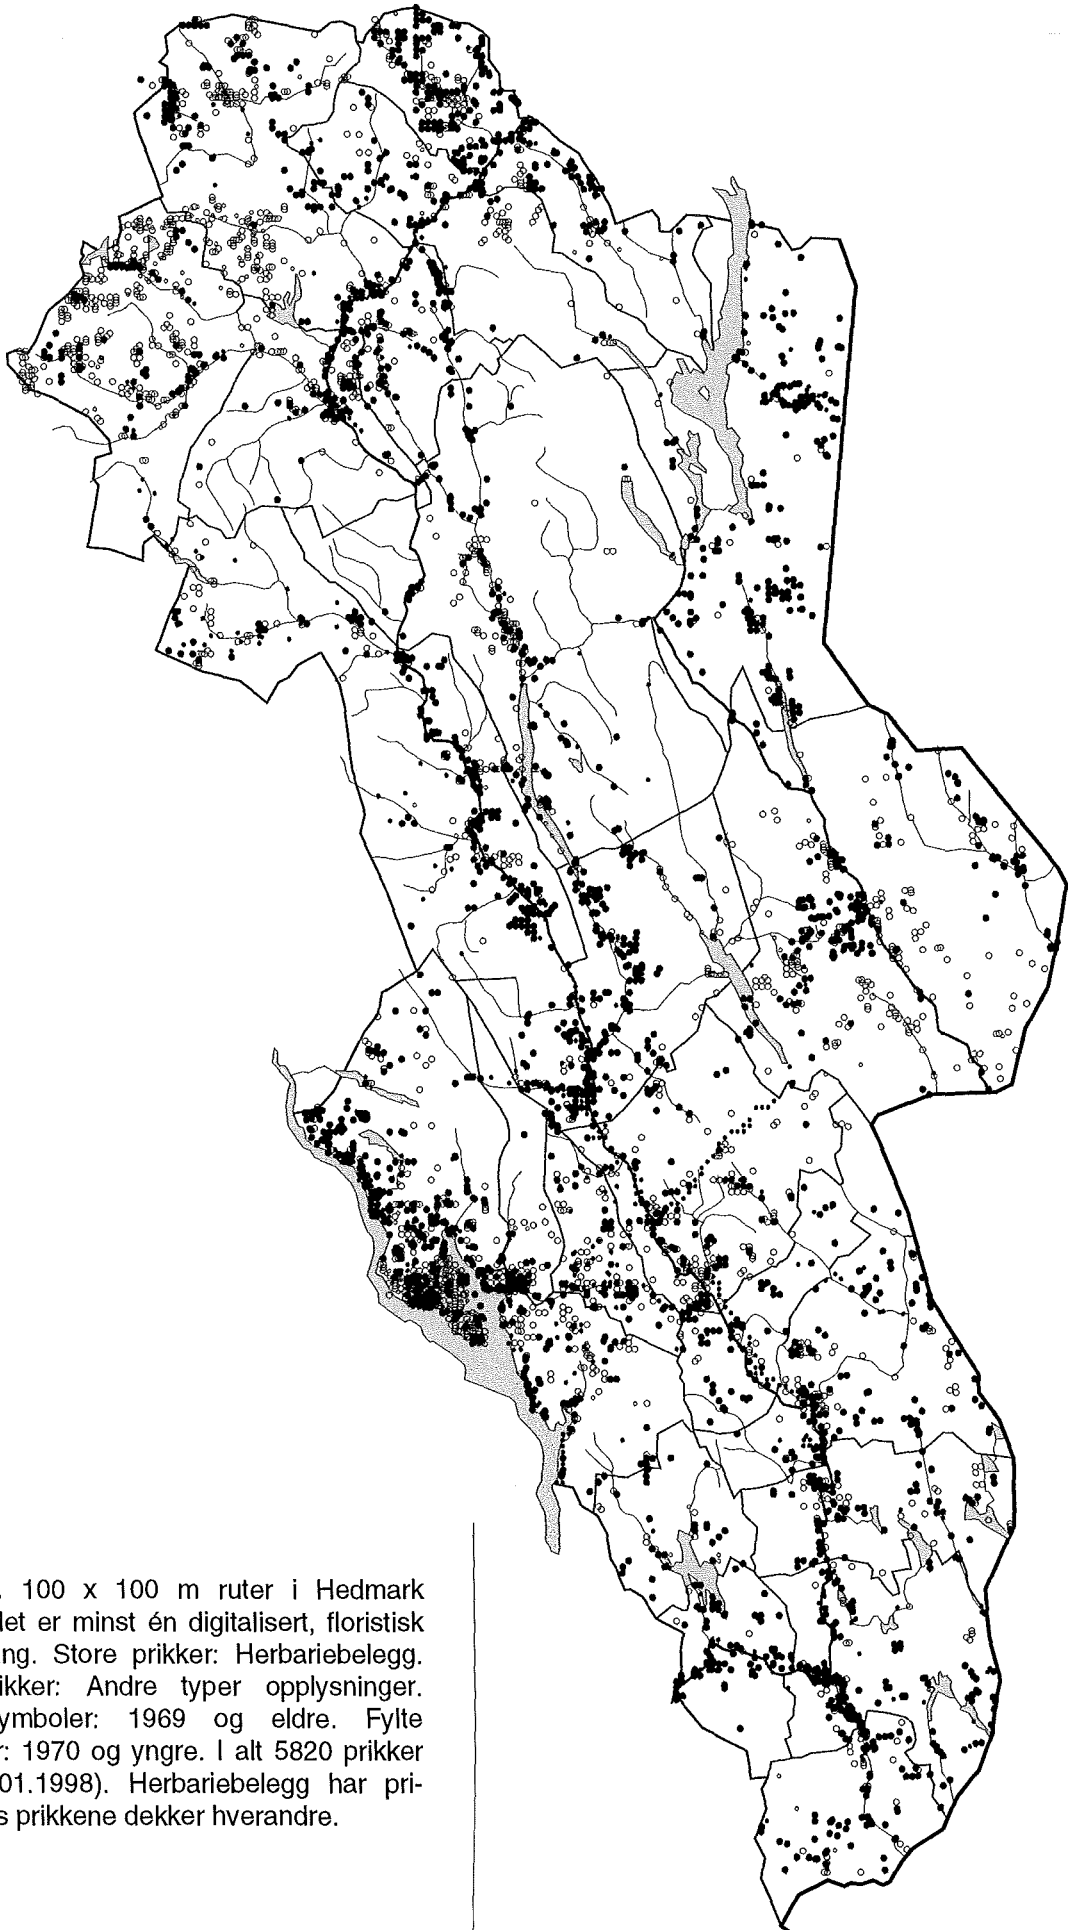 . 100 x 100 m ruter i Hedmark
let er minst én digitalisert, floristisk
ng. Store prikker: Herbariebelegg.
ikker: Andre typer opplysninger.
ymboler: 1969 og eldre. Fylte
r: 1970 og yngre. I alt 5820 prikker
01.1998). Herbariebelegg har pri-
s prikkene dekker hverandre.